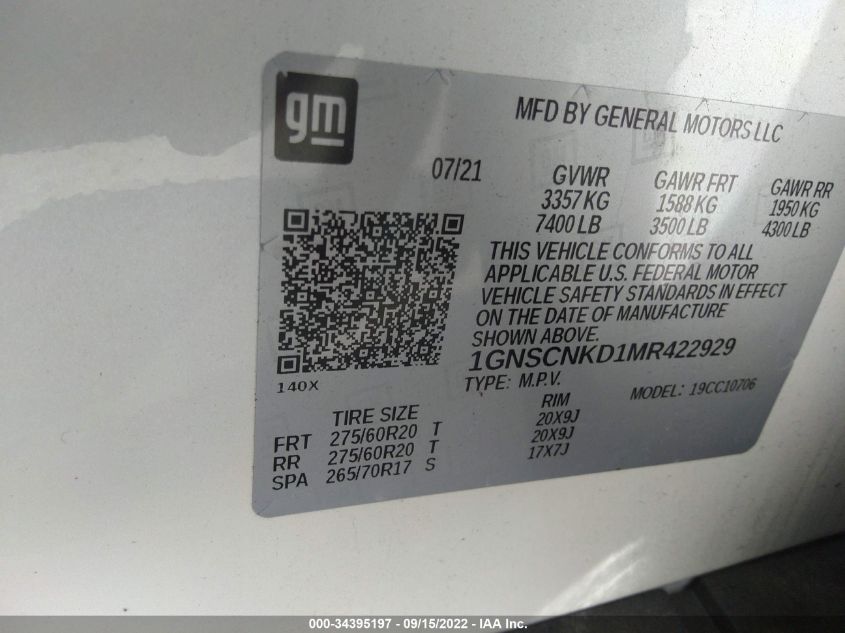 gm
MFD BY GENERAL MOTORS LLC
07/21 GVWR GAWR FRT GAWR RR
3357 KG 1588 KG 1950 KG
7400 LB 3500 LB 4300 LB
THIS VEHICLE CONFORMS TO ALL
APPLICABLE U.S. FEDERAL MOTOR
VEHICLE SAFETY STANDARDS IN EFFECT
ON THE DATE OF MANUFACTURE
SHOWN ABOVE.
1GNSCNKD1MR422929
140X
TYPE: M.P.V. MODEL: 19CC10706
TIRE SIZE RIM
FRT 275/60R20 T 20X9J
RR 275/60R20 T 20X9J
SPA 265/70R17 S 17X7J
000-34395197 - 09/15/2022 - IAA Inc.